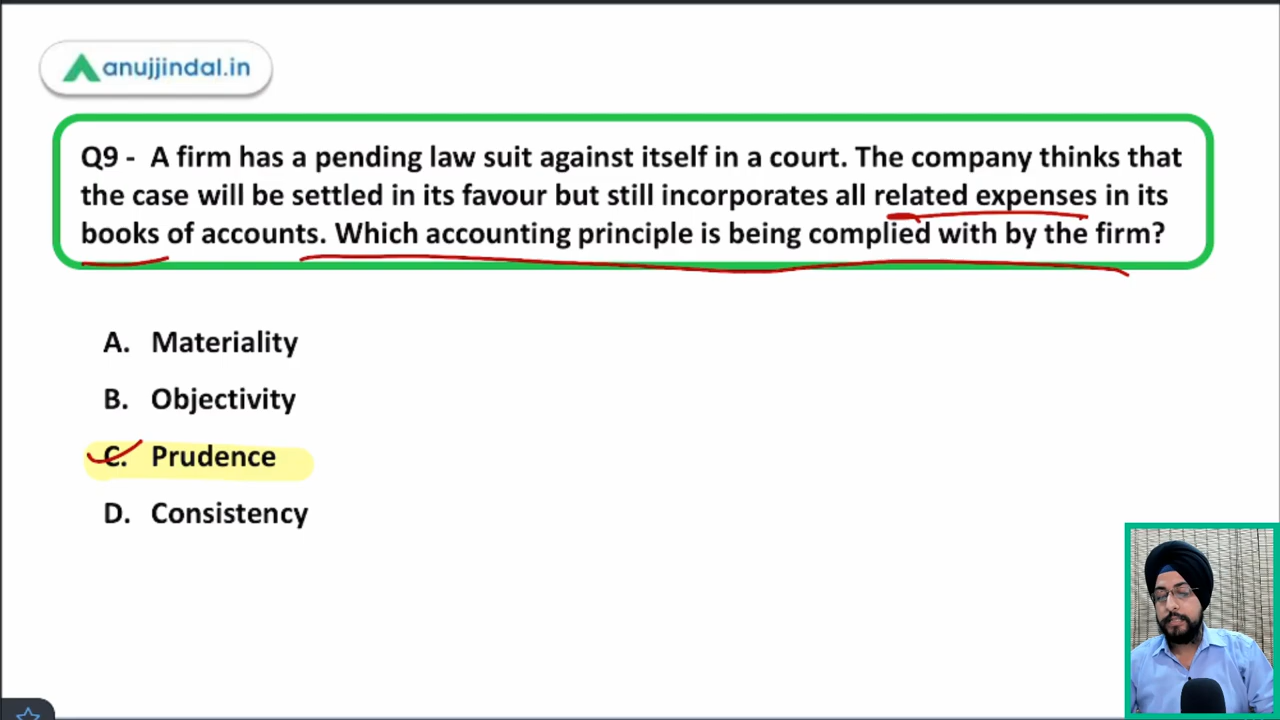 anujjindal.in
Q9 - A firm has a pending law suit against itself in a court. The company thinks that
the case will be settled in its favour but still incorporates all related expenses in its
books of accounts. Which accounting principle is being complied with by the firm?
A. Materiality
B. Objectivity
C. Prudence
D. Consistency